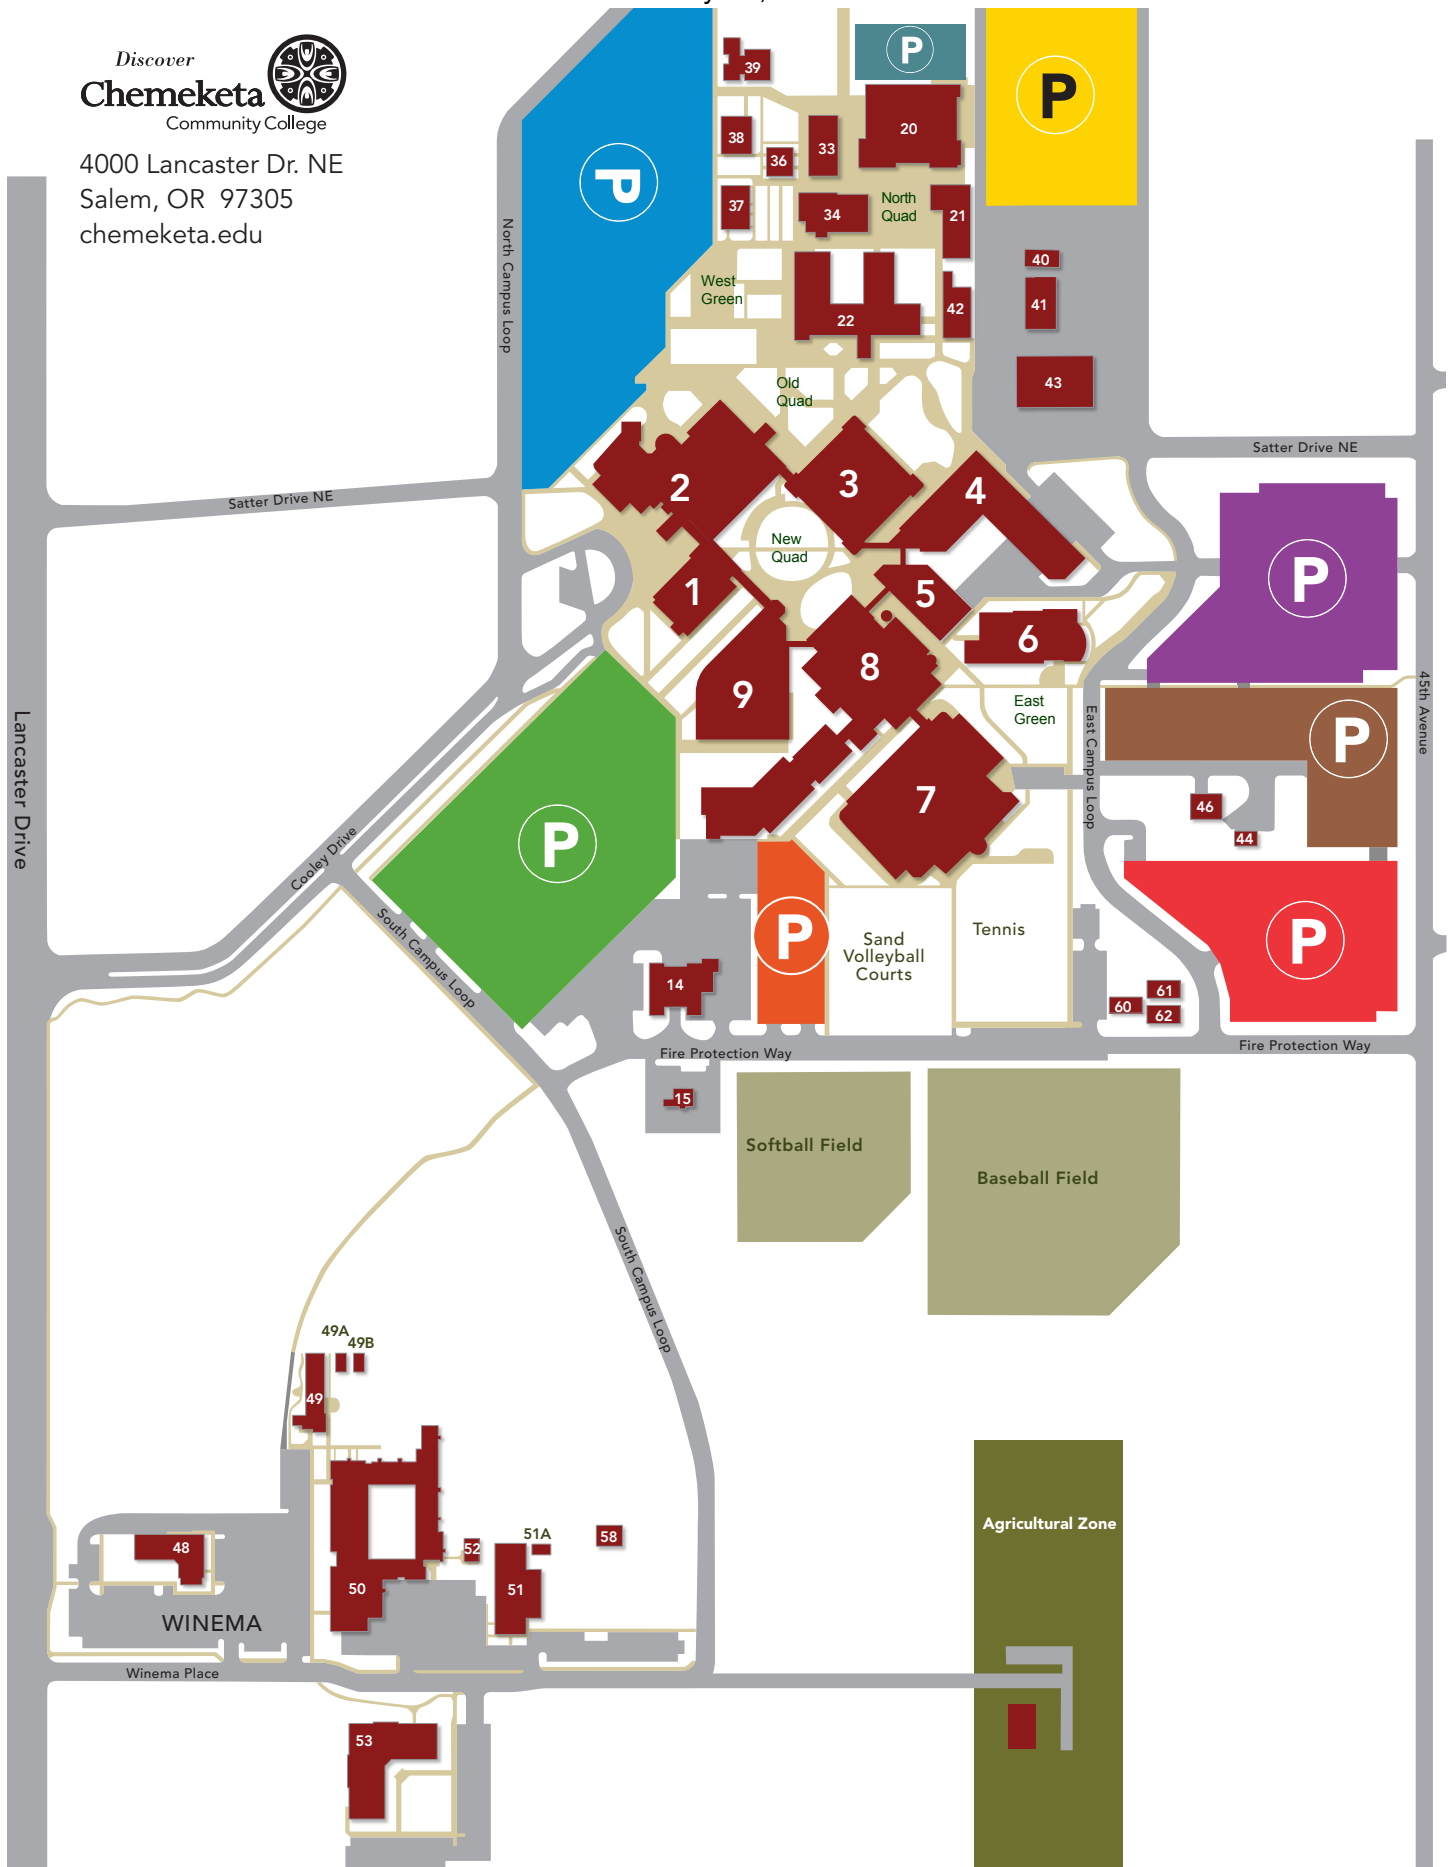 Discover
Chemeketa
Community College
4000 Lancaster Dr. NE
Salem, OR 97305
chemeketa.edu
P
P
P
39
38
36
33
20
37
34
North
Quad
21
North Campus Loop
West
Green
40
41
42
22
43
Old
Quad
Satter Drive NE
Satter Drive NE
2
3
4
New
Quad
1
5
P
6
8
9
East
Green
45th Avenue
East Campus Loop
Lancaster Drive
P
7
46
44
P
Cooley Drive
South Campus Loop
P
Sand
Volleyball
Courts
Tennis
P
14
61
60
62
Fire Protection Way
Fire Protection Way
15
Softball Field
Baseball Field
South Campus Loop
49A
49B
49
Agricultural Zone
48
52
51A
58
50
51
WINEMA
Winema Place
53